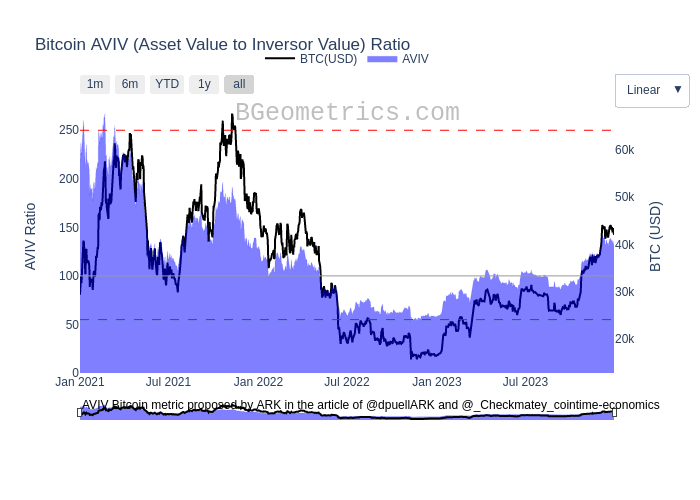 Bitcoin AVIV (Asset Value to Inversor Value) Ratio
BTC(USD) AVIV
1m 6m YTD 1y all
Linear ▼
BGeometrics.com
250
200
150
100
50
0
AVIV Ratio
60k
50k
40k
30k
20k
BTC (USD)
Jan 2021 Jul 2021 Jan 2022 Jul 2022 Jan 2023 Jul 2023
AVIV Bitcoin metric proposed by ARK in the article of @dpuellARK and @_Checkmatey_cointime-economics